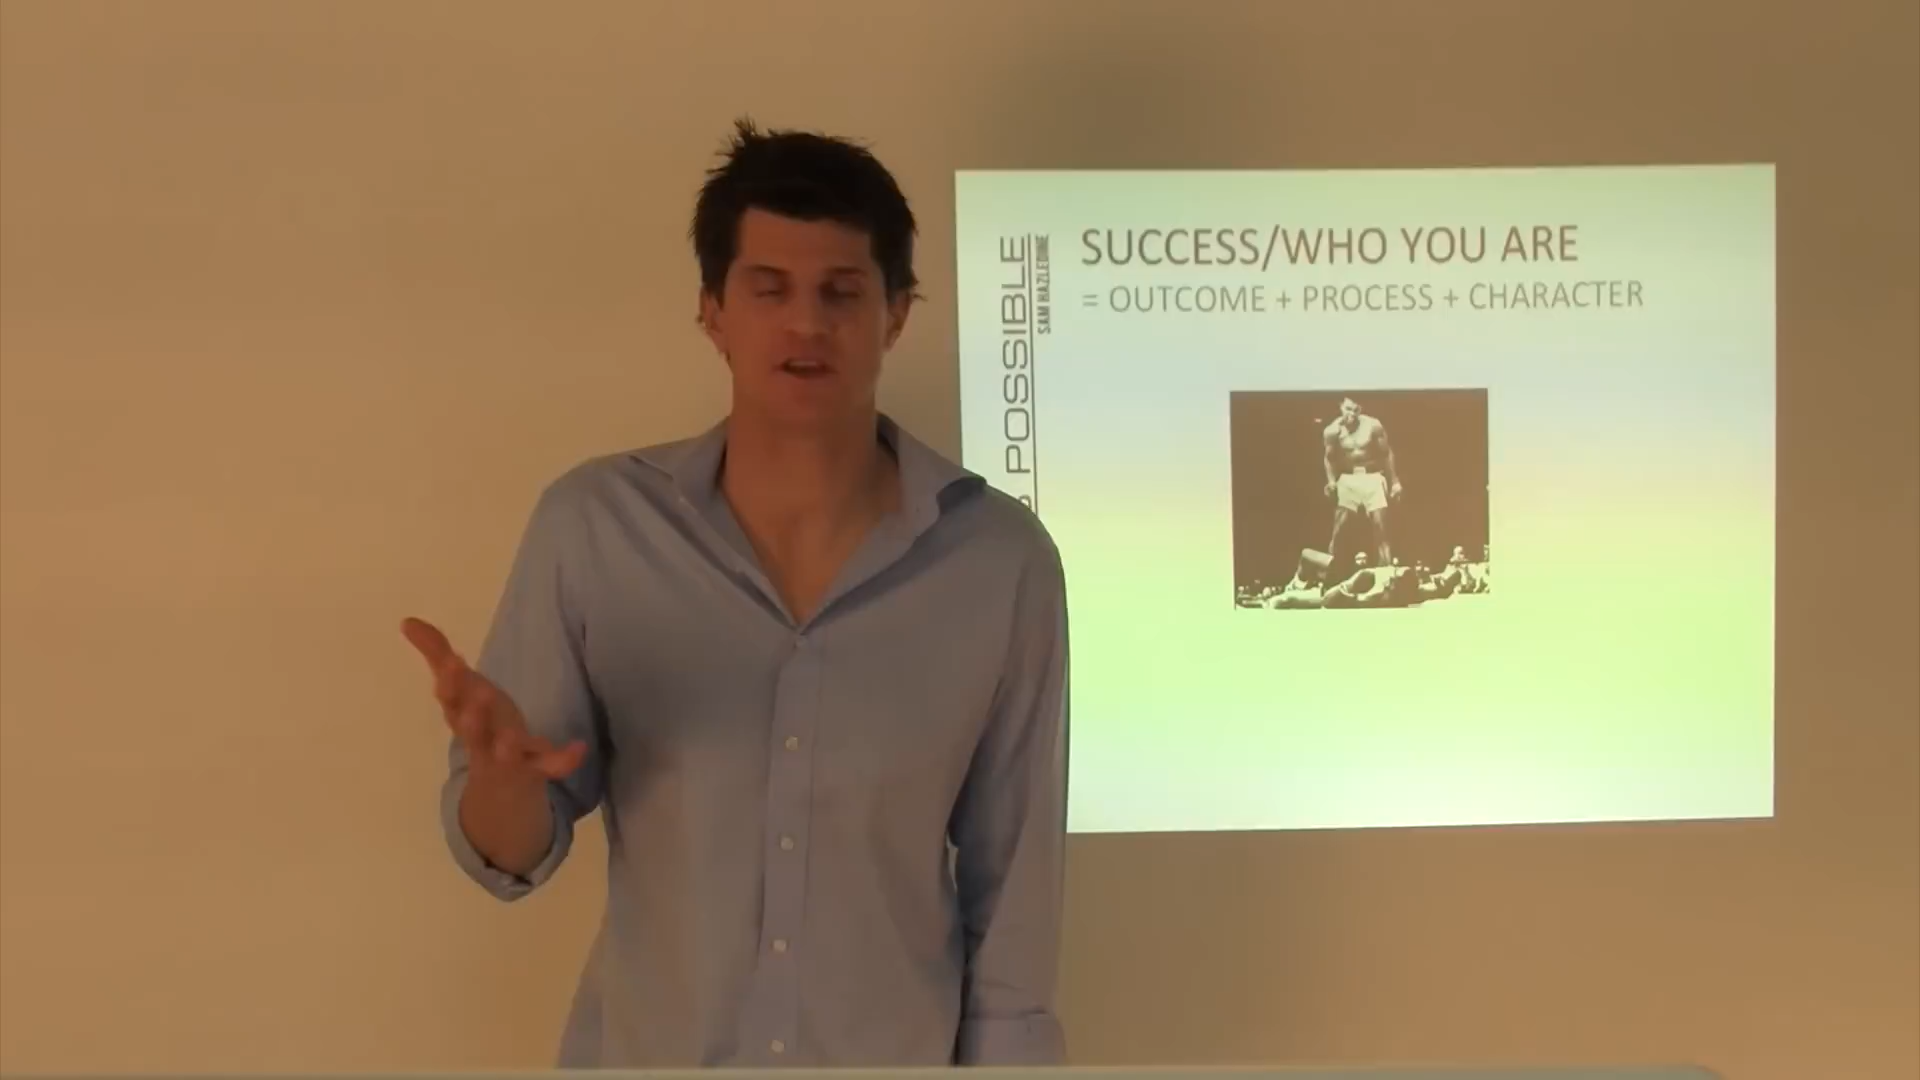 SUCCESS/WHO YOU ARE
= OUTCOME + PROCESS + CHARACTER
POSSIBLE
SAM HAZLEDINE